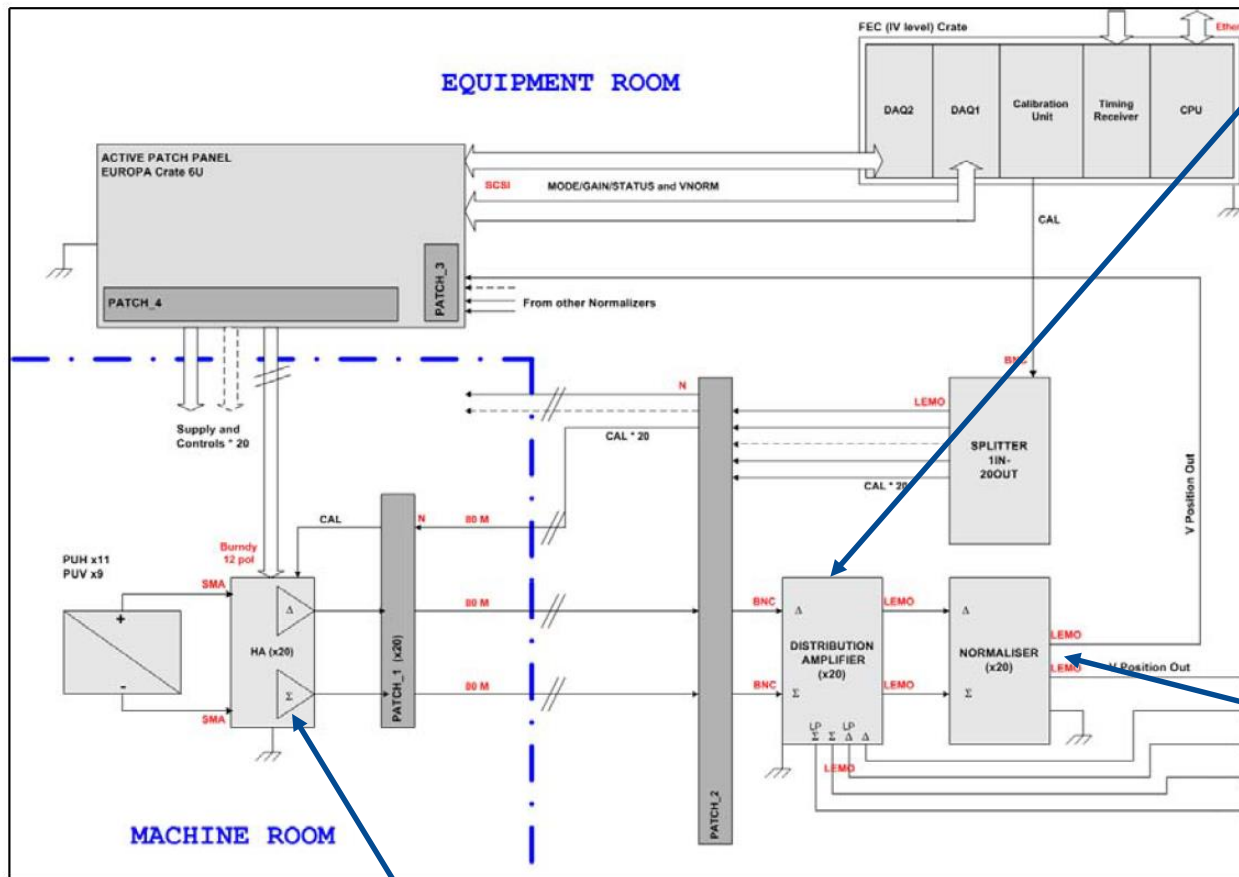 FEC (IV level) Crate
EQUIPMENT ROOM
DAQ2
DAQ1
Calibration
Unit
Timing
Receiver
CPU
ACTIVE PATCH PANEL
EUROPA Crate 6U
SCSI
MODE/GAIN/STATUS and VNORM
CAL
PATCH_3
PATCH_4
From other Normalizers
BNC
N
LEMO
Supply and
Controls * 20
CAL * 20
SPLITTER
1IN-
20OUT
CAL * 20
V Position Out
CAL
N
80 M
Burndy
12 pol
PUH x11
PUV x9
SMA
Δ
80 M
BNC
Δ
LEMO
Δ
+
HA (x20)
PATCH_1 (x20)
DISTRIBUTION
AMPLIFIER
(x20)
NORMALISER
(x20)
LEMO
LEMO
V Position Out
-
Σ
80 M
BNC
Σ
LEMO
Σ
SMA
LP
LP
Σ Σ Δ Δ
LEMO
PATCH_2
MACHINE ROOM